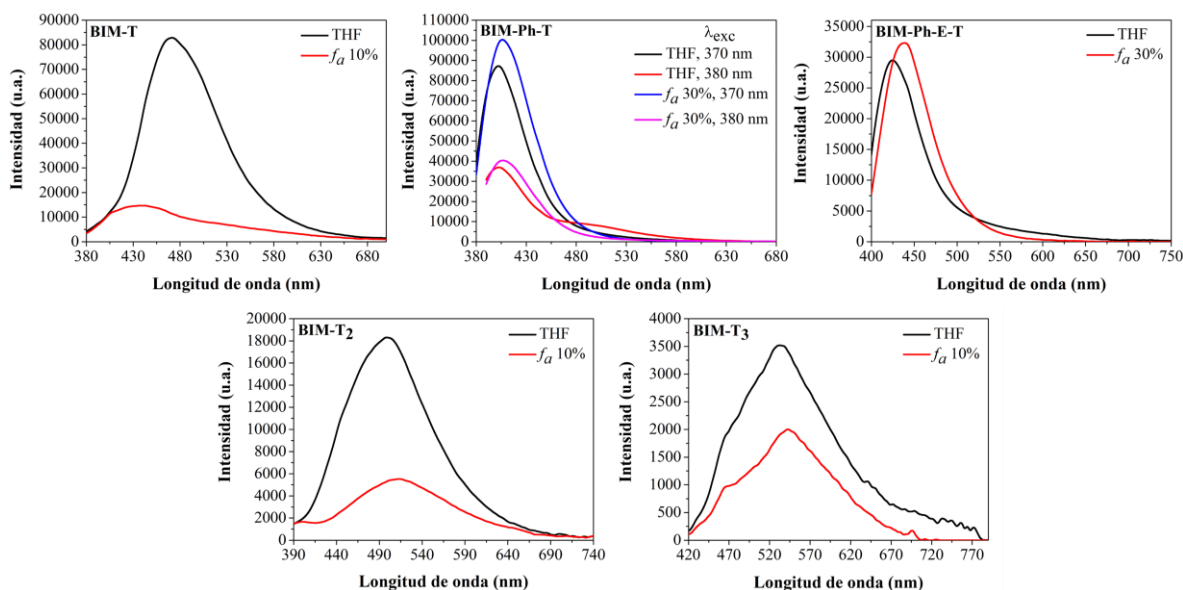 BIM-T
THF
fa 10%
Intensidad (u.a.)
90000
80000
70000
60000
50000
40000
30000
20000
10000
0
380 430 480 530 580 630 680
Longitud de onda (nm)
BIM-Ph-T
λexc
THF, 370 nm
THF, 380 nm
fa 30%, 370 nm
fa 30%, 380 nm
Intensidad (u.a.)
110000
100000
90000
80000
70000
60000
50000
40000
30000
20000
10000
0
380 400 430 480 530 580 630 680
Longitud de onda (nm)
BIM-Ph-E-T
THF
fa 30%
Intensidad (u.a.)
35000
30000
25000
20000
15000
10000
5000
0
400 450 500 550 600 650 700 750
Longitud de onda (nm)
BIM-T2
THF
fa 10%
Intensidad (u.a.)
20000
18000
16000
14000
12000
10000
8000
6000
4000
2000
0
390 440 490 540 590 640 690 740
Longitud de onda (nm)
BIM-T3
THF
fa 10%
Intensidad (u.a.)
4000
3500
3000
2500
2000
1500
1000
500
0
420 470 520 570 620 670 720 770
Longitud de onda (nm)